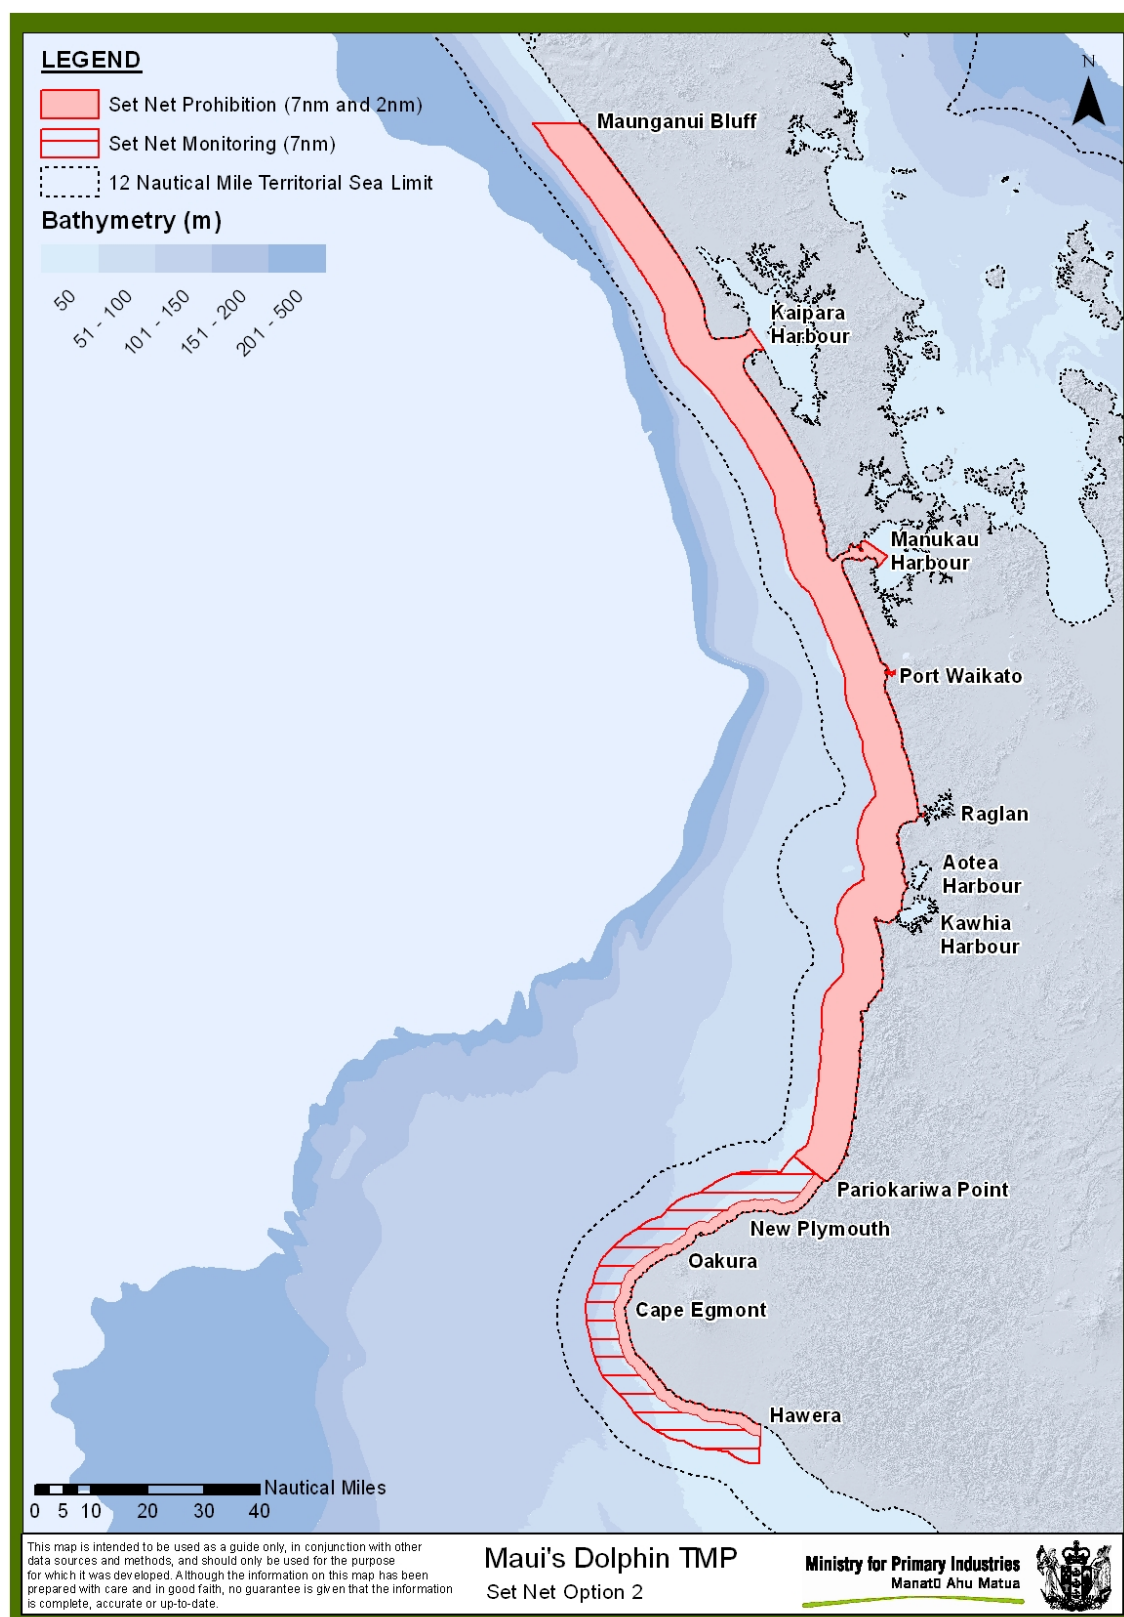 LEGEND
Set Net Prohibition (7nm and 2nm)
Set Net Monitoring (7nm)
12 Nautical Mile Territorial Sea Limit
Bathymetry (m)
50
51 - 100
101 - 150
151 - 200
201 - 500
N
Maunganui Bluff
Kaipara
Harbour
Manukau
Harbour
Port Waikato
Raglan
Aotea
Harbour
Kawhia
Harbour
Pariokariwa Point
New Plymouth
Oakura
Cape Egmont
Hawera
Nautical Miles
0 5 10 20 30 40
This map is intended to be used as a guide only, in conjunction with other
data sources and methods, and should only be used for the purpose
for which it was developed. Although the information on this map has been
prepared with care and in good faith, no guarantee is given that the information
is complete, accurate or up-to-date.
Maui's Dolphin TMP
Set Net Option 2
Ministry for Primary Industries
Manatū Ahu Matua